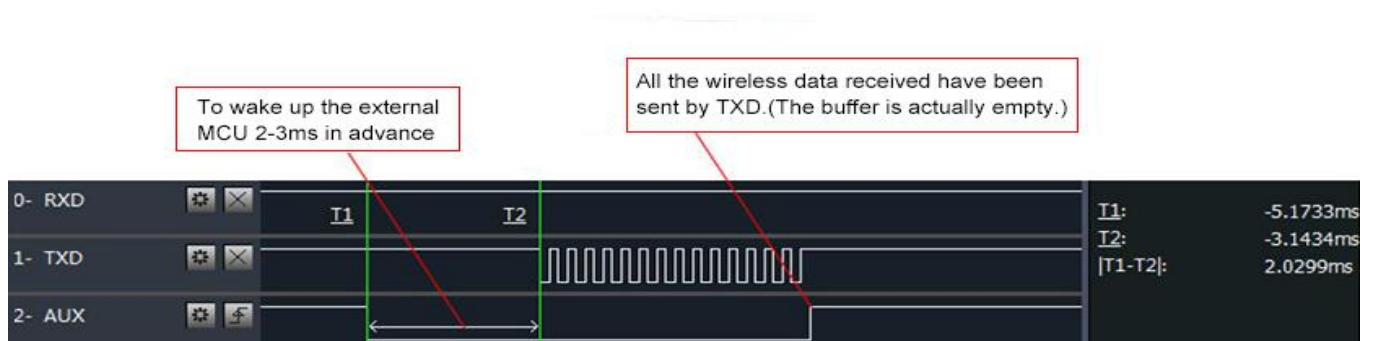 All the wireless data received have been
sent by TXD.(The buffer is actually empty.)
To wake up the external
MCU 2-3ms in advance
0- RXD
T1
T2
T1: -5.1733ms
T2: -3.1434ms
1- TXD
|T1-T2|: 2.0299ms
2- AUX